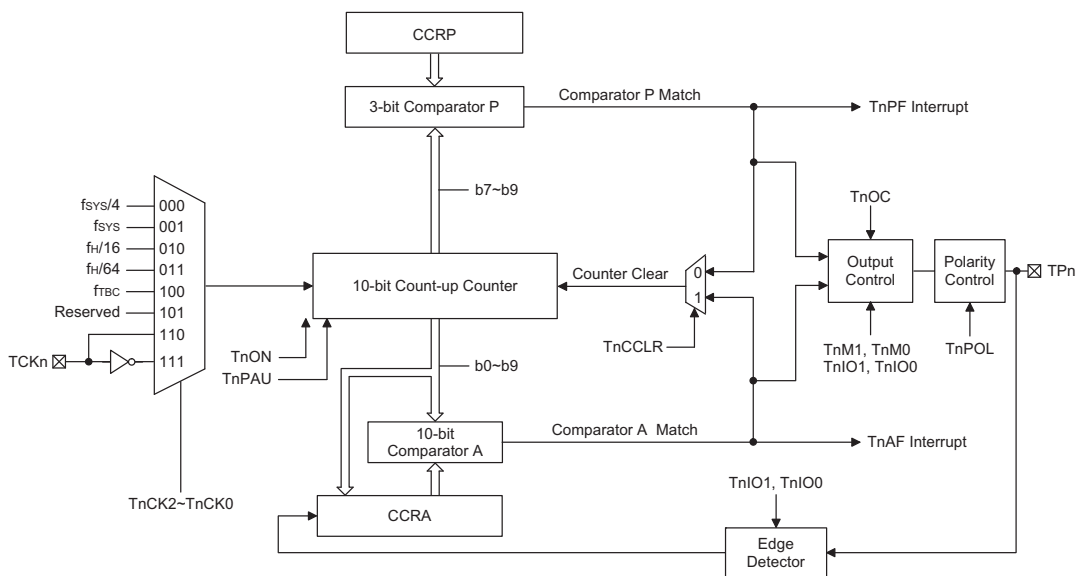 CCRP
3-bit Comparator P
Comparator P Match
TnPF Interrupt
b7~b9
fSYS/4
000
fSYS
001
fH/16
010
fH/64
011
fTBC
100
Reserved
101
110
TCKn
111
10-bit Count-up Counter
Counter Clear
0
1
TnOC
Output
Control
Polarity
Control
TPn
TnON
TnPAU
TnCCLR
TnM1, TnM0
TnIO1, TnIO0
TnPOL
b0~b9
10-bit
Comparator A
Comparator A Match
TnAF Interrupt
TnCK2~TnCK0
CCRA
TnIO1, TnIO0
Edge
Detector